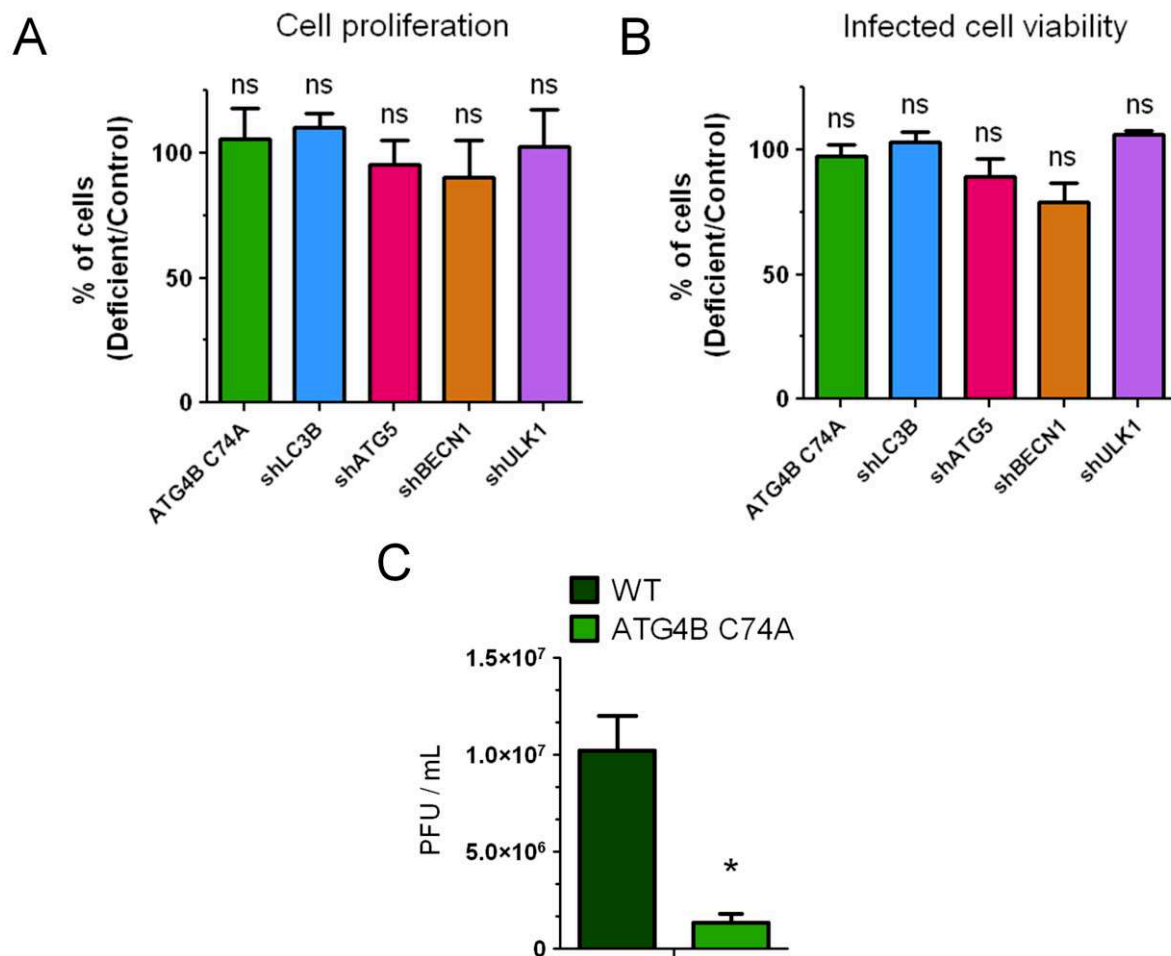 A
Cell proliferation
ns ns ns ns ns
100
50
0
% of cells
(Deficient/Control)
ATG4B C74A
shLC3B
shATG5
shBECN1
shULK1
B
Infected cell viability
ns ns ns ns ns
100
50
0
% of cells
(Deficient/Control)
ATG4B C74A
shLC3B
shATG5
shBECN1
shULK1
C
WT
ATG4B C74A
1.5×10⁷
1.0×10⁷
5.0×10⁶
0
PFU / mL
*